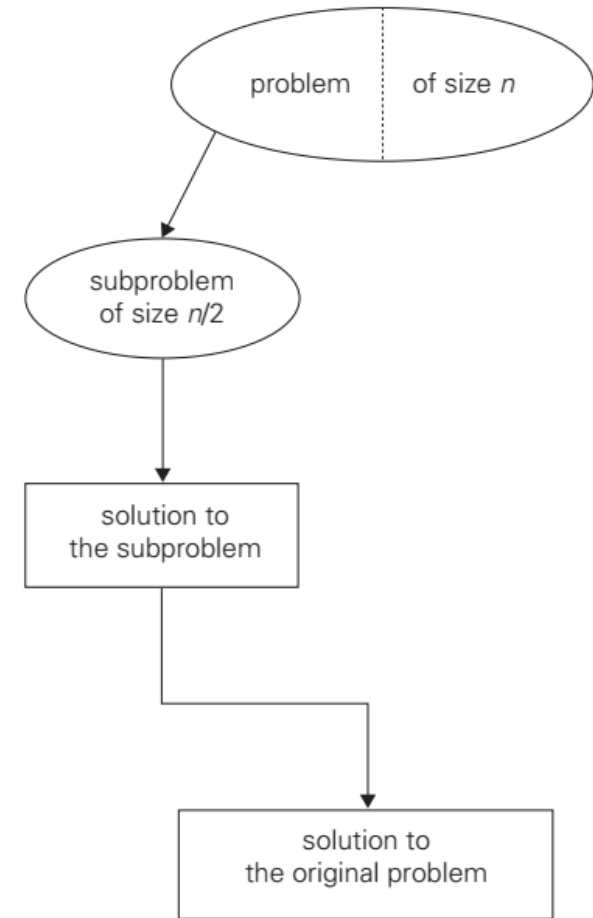 problem of size n
subproblem
of size n/2
solution to
the subproblem
solution to
the original problem